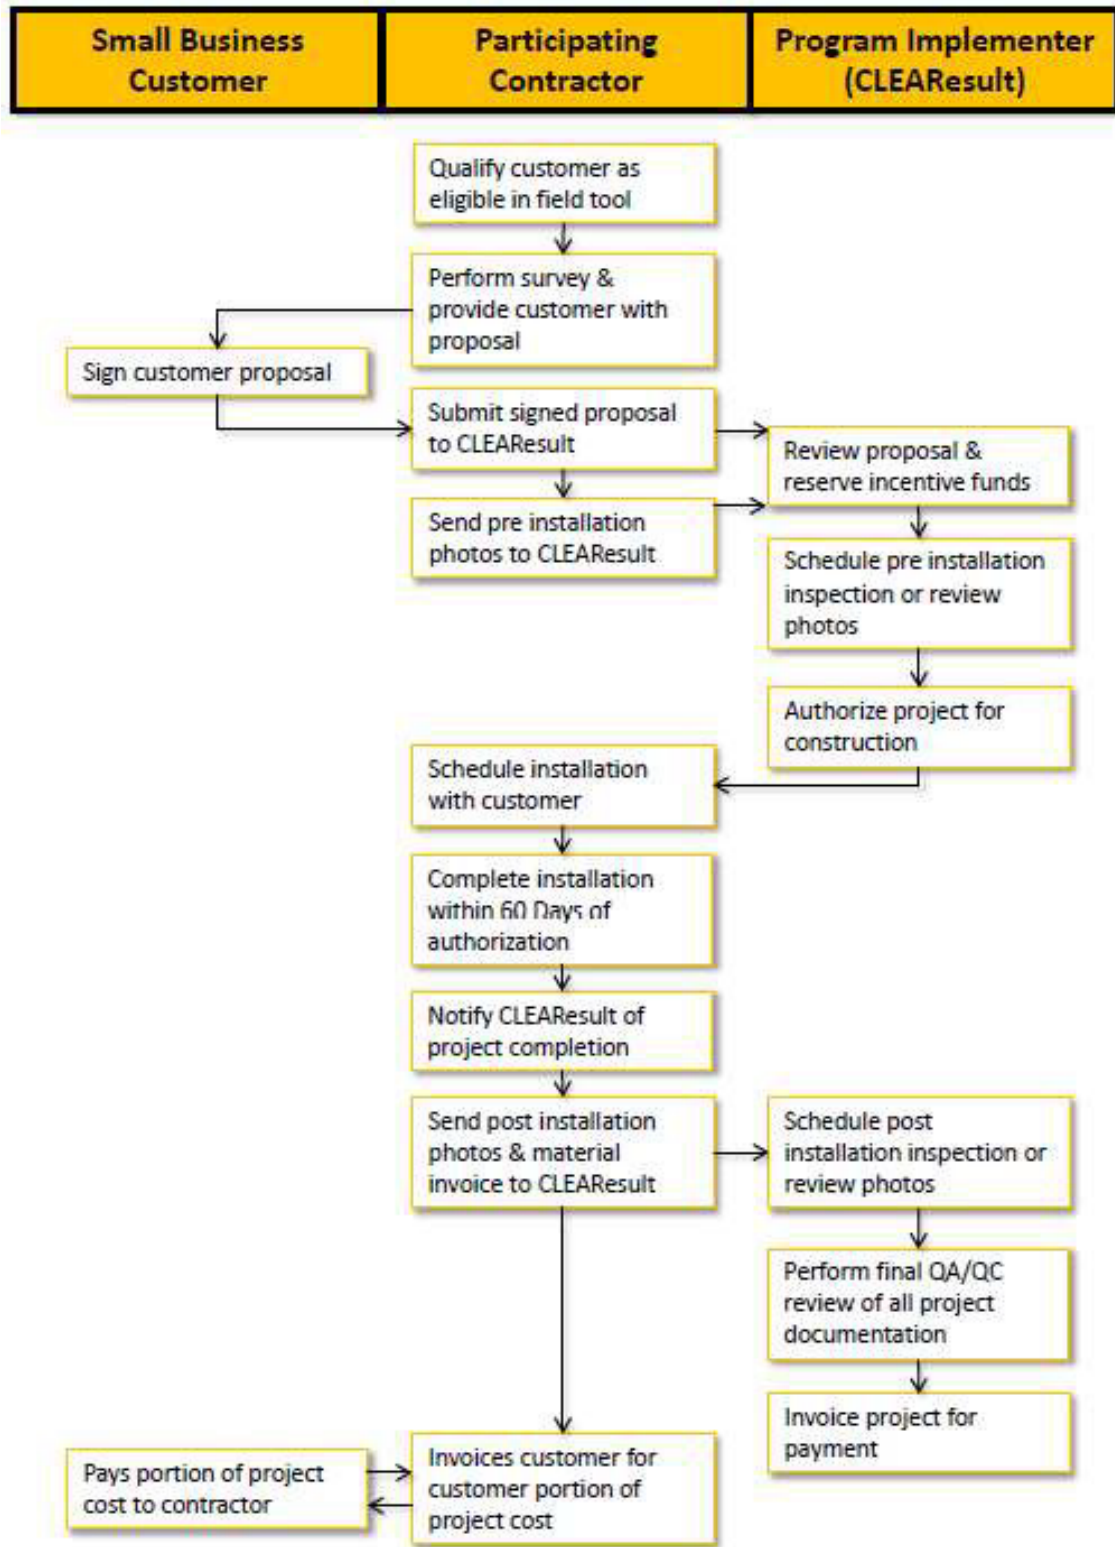 Small Business
Customer
Participating
Contractor
Program Implementer
(CLEAResult)
Qualify customer as
eligible in field tool
Perform survey &
provide customer with
proposal
Sign customer proposal
Submit signed proposal
to CLEAResult
Review proposal &
reserve incentive funds
Send pre installation
photos to CLEAResult
Schedule pre installation
inspection or review
photos
Authorize project for
construction
Schedule installation
with customer
Complete installation
within 60 Days of
authorization
Notify CLEAResult of
project completion
Send post installation
photos & material
invoice to CLEAResult
Schedule post
installation inspection or
review photos
Perform final QA/QC
review of all project
documentation
Invoice project for
payment
Invoices customer for
customer portion of
project cost
Pays portion of project
cost to contractor